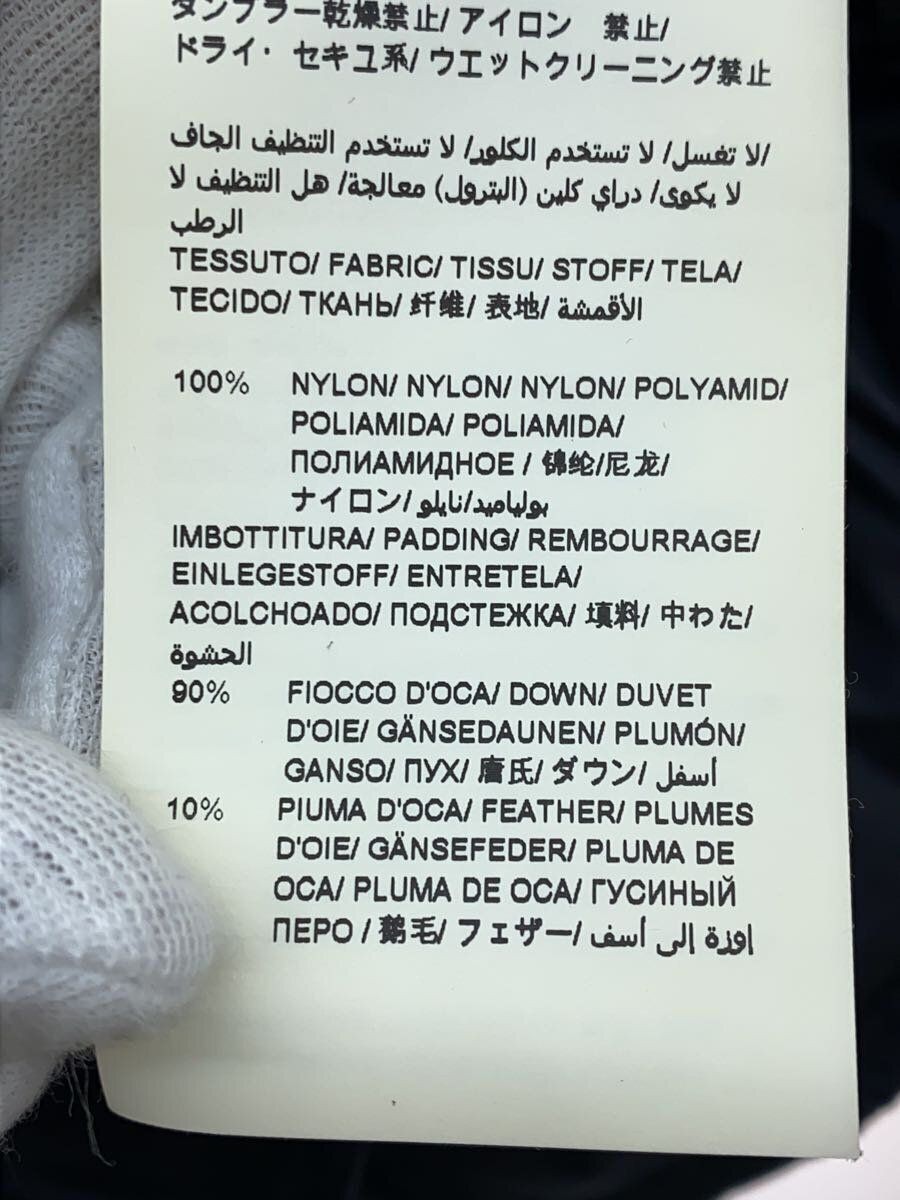 タンブラー乾燥禁止/ アイロン　禁止/
ドライ・セキユ系/ ウエットクリーニング禁止
لا تغسل/ لا تستخدم الكلور/ لا تستخدم التنظيف الجاف/
لا يكوى/ دراي كلين (البترول) معالجة/ هل التنظيف لا
الرطب
TESSUTO/ FABRIC/ TISSU/ STOFF/ TELA/
TECIDO/ ТКАНЬ/ 纤维/ 表地/ الأقمشة
100% NYLON/ NYLON/ NYLON/ POLYAMID/
POLIAMIDA/ POLIAMIDA/
ПОЛИАМИДНОЕ / 锦纶/尼龙/
ナイロン/ بولياميد/نايلو
IMBOTTITURA/ PADDING/ REMBOURRAGE/
EINLEGESTOFF/ ENTRETELA/
ACOLCHOADO/ ПОДСТЕЖКА/ 填料/ 中わた/
الحشوة
90% FIOCCO D'OCA/ DOWN/ DUVET
D'OIE/ GÄNSEDAUNEN/ PLUMÓN/
GANSO/ ПУХ/ 唐氏/ ダウン/ أسفل
10% PIUMA D'OCA/ FEATHER/ PLUMES
D'OIE/ GÄNSEFEDER/ PLUMA DE
OCA/ PLUMA DE OCA/ ГУСИНЫЙ
ПЕРО / 鹅毛/ フェザー/ اوزة إلى أسف